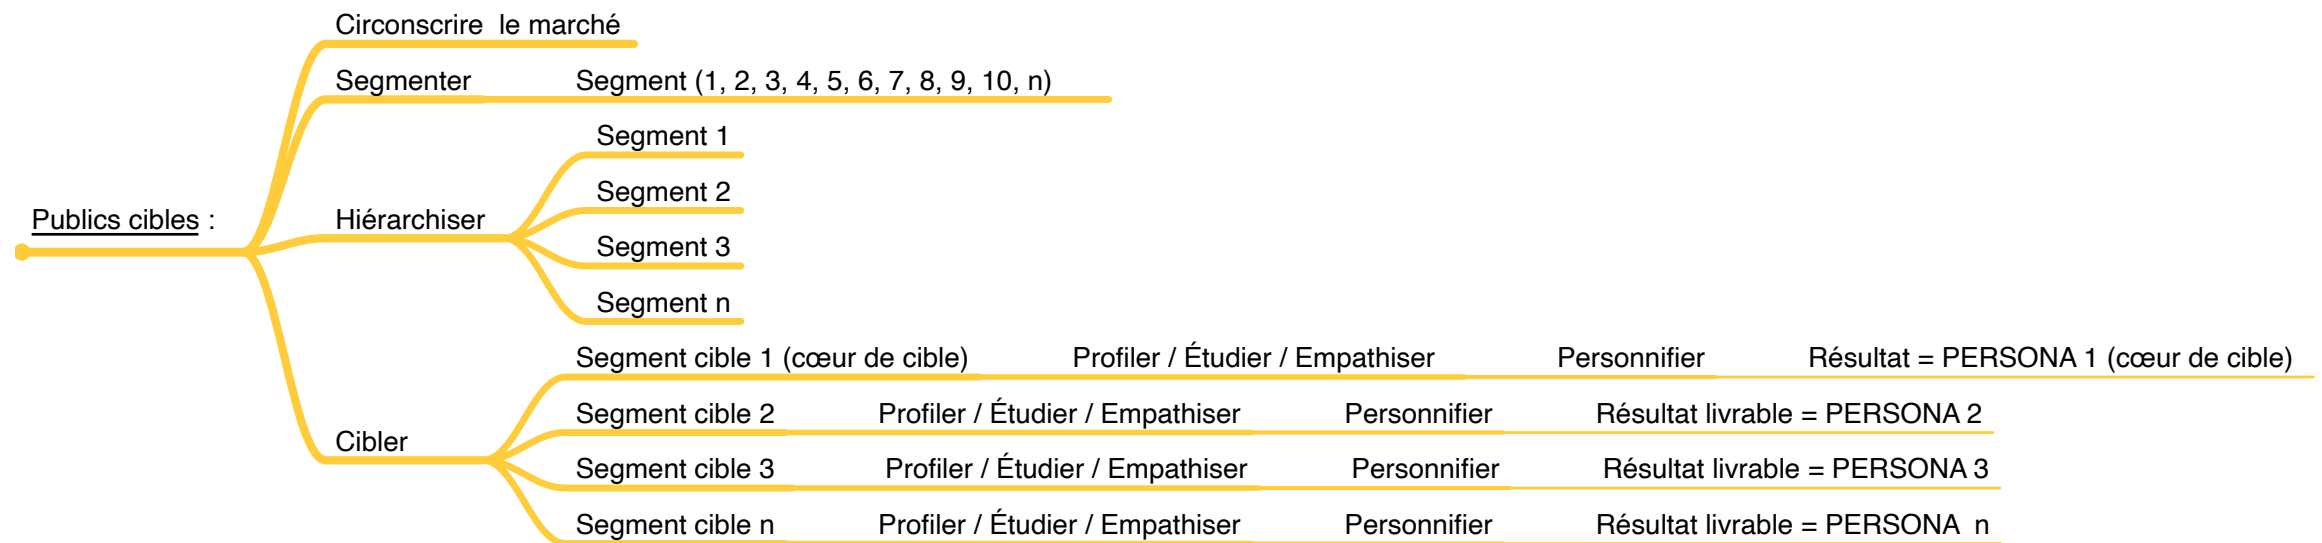 Circonscrire  le marché
Segmenter Segment (1, 2, 3, 4, 5, 6, 7, 8, 9, 10, n)
Segment 1
Segment 2
Publics cibles : Hiérarchiser
Segment 3
Segment n
Segment cible 1 (cœur de cible) Profiler / Étudier / Empathiser Personnifier Résultat = PERSONA 1 (cœur de cible)
Segment cible 2 Profiler / Étudier / Empathiser Personnifier Résultat livrable = PERSONA 2
Cibler
Segment cible 3 Profiler / Étudier / Empathiser Personnifier Résultat livrable = PERSONA 3
Segment cible n Profiler / Étudier / Empathiser Personnifier Résultat livrable = PERSONA  n